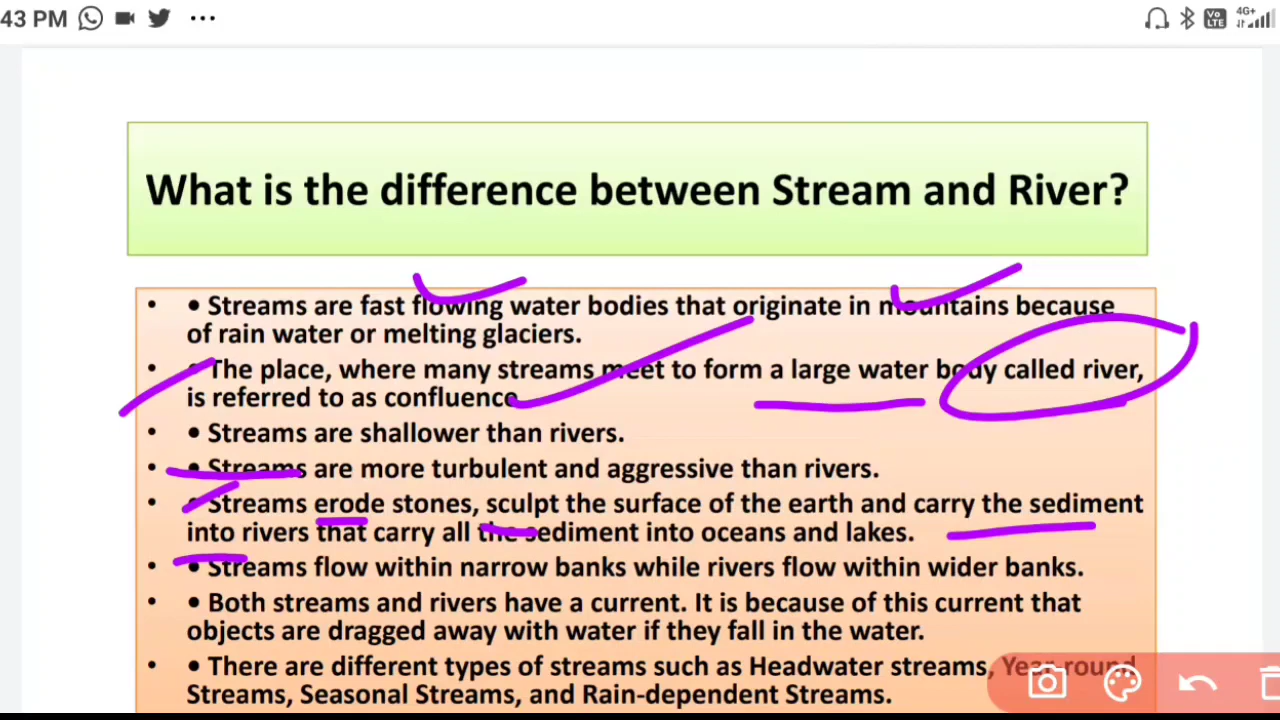 43 PM
Vo LTE 4G+
What is the difference between Stream and River?
• • Streams are fast flowing water bodies that originate in mountains because
of rain water or melting glaciers.
• • The place, where many streams meet to form a large water body called river,
is referred to as confluence.
• • Streams are shallower than rivers.
• • Streams are more turbulent and aggressive than rivers.
• • Streams erode stones, sculpt the surface of the earth and carry the sediment
into rivers that carry all the sediment into oceans and lakes.
• • Streams flow within narrow banks while rivers flow within wider banks.
• • Both streams and rivers have a current. It is because of this current that
objects are dragged away with water if they fall in the water.
• • There are different types of streams such as Headwater streams, Year-round
Streams, Seasonal Streams, and Rain-dependent Streams.